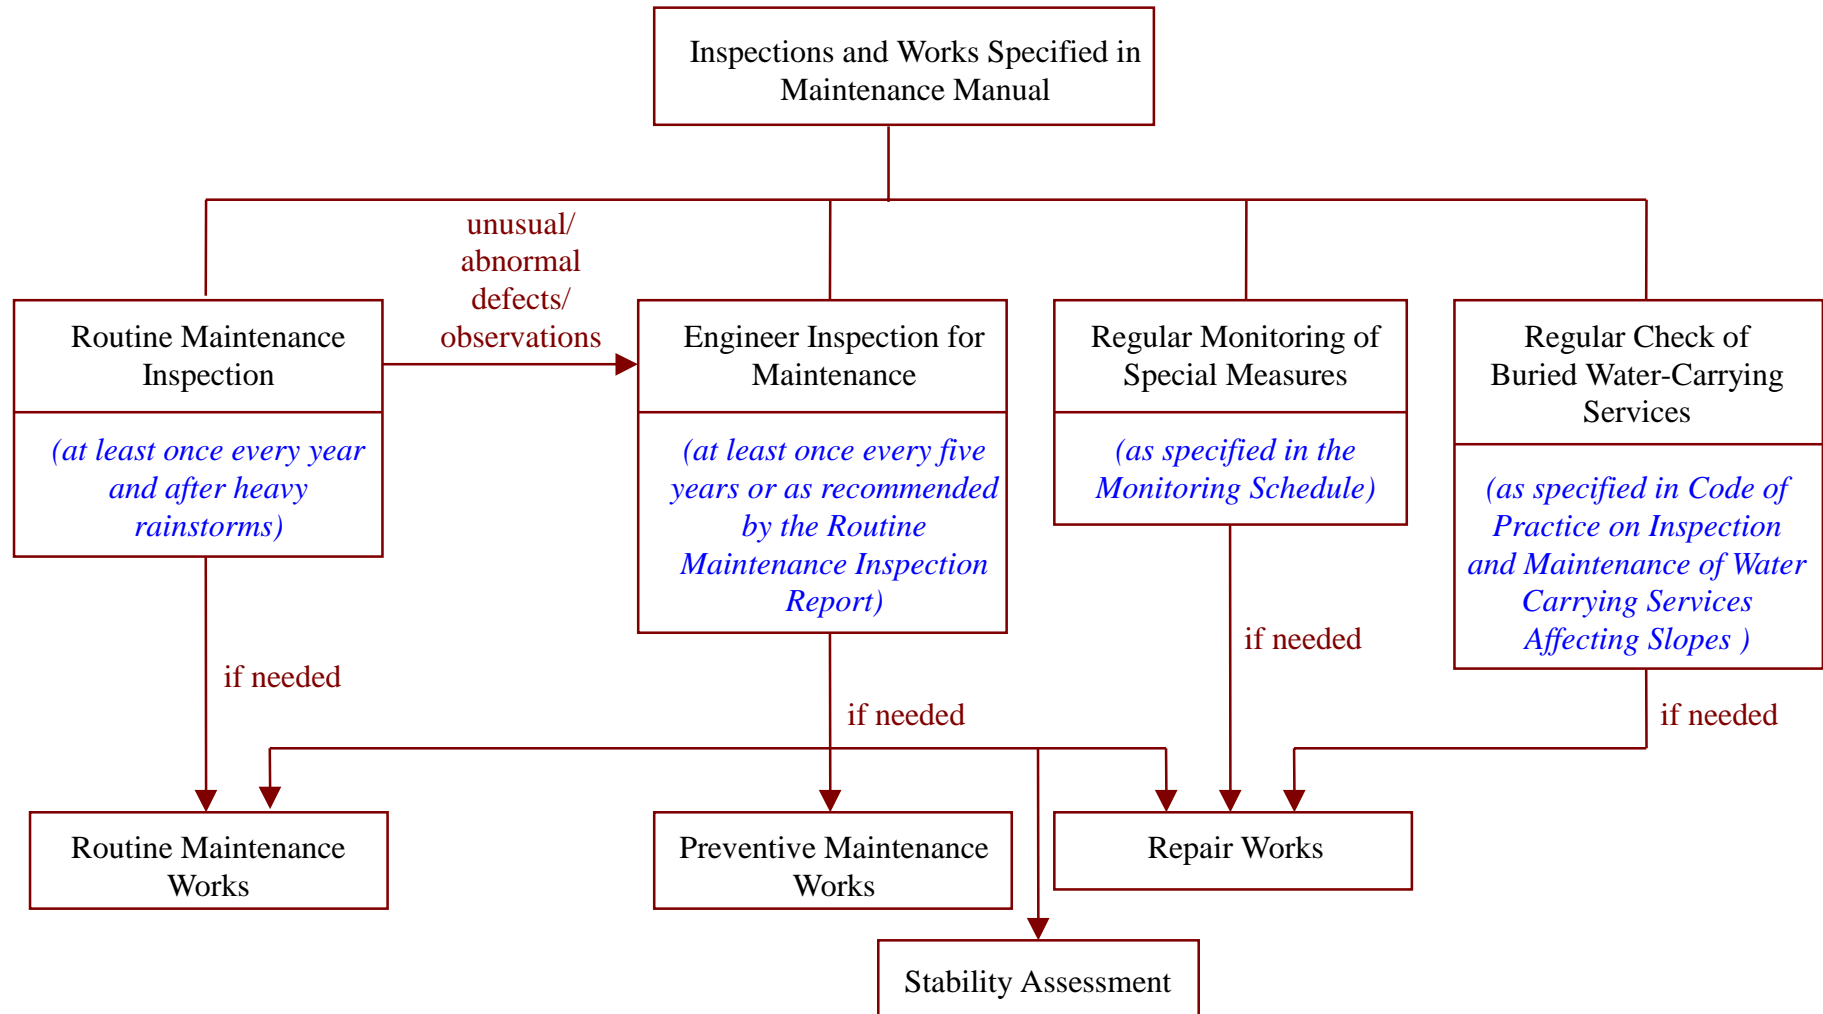 Inspections and Works Specified in
Maintenance Manual
unusual/
abnormal
defects/
observations
Routine Maintenance
Inspection
(at least once every year
and after heavy
rainstorms)
Engineer Inspection for
Maintenance
(at least once every five
years or as recommended
by the Routine
Maintenance Inspection
Report)
Regular Monitoring of
Special Measures
(as specified in the
Monitoring Schedule)
Regular Check of
Buried Water-Carrying
Services
(as specified in Code of
Practice on Inspection
and Maintenance of Water
Carrying Services
Affecting Slopes )
if needed
if needed
if needed
if needed
Routine Maintenance
Works
Preventive Maintenance
Works
Repair Works
Stability Assessment